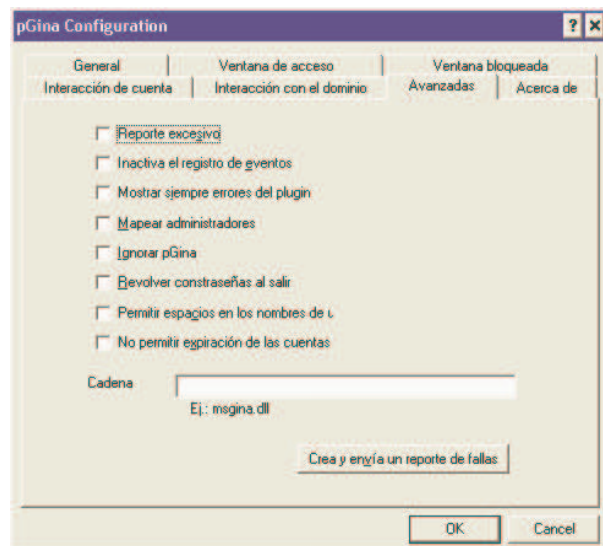 pGina Configuration
General
Ventana de acceso
Ventana bloqueada
Interacción de cuenta
Interacción con el dominio
Avanzadas
Acerca de
Reporte excesivo
Inactiva el registro de eventos
Mostrar siempre errores del plugin
Mapear administradores
Ignorar pGina
Revolver constraseñas al salir
Permitir espacios en los nombres de
No permitir expiración de las cuentas
Cadena
Ej.: msgina.dll
Crea y envía un reporte de fallas
OK
Cancel